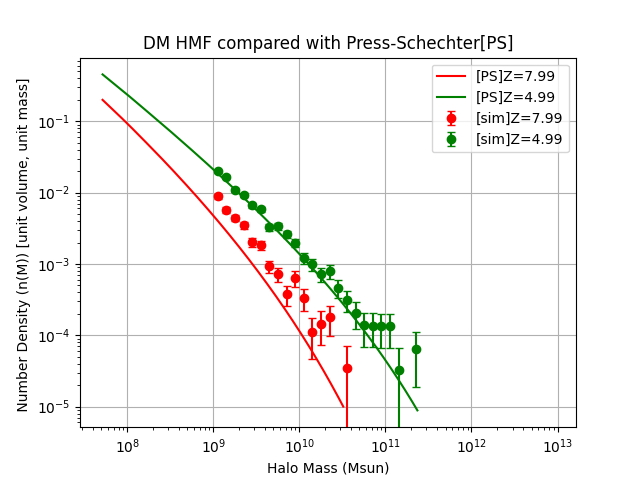 DM HMF compared with Press-Schechter[PS]
[PS]Z=7.99
[PS]Z=4.99
[sim]Z=7.99
[sim]Z=4.99
Number Density (n(M)) [unit volume, unit mass]
10⁻¹
10⁻²
10⁻³
10⁻⁴
10⁻⁵
10⁸ 10⁹ 10¹⁰ 10¹¹ 10¹² 10¹³
Halo Mass (Msun)